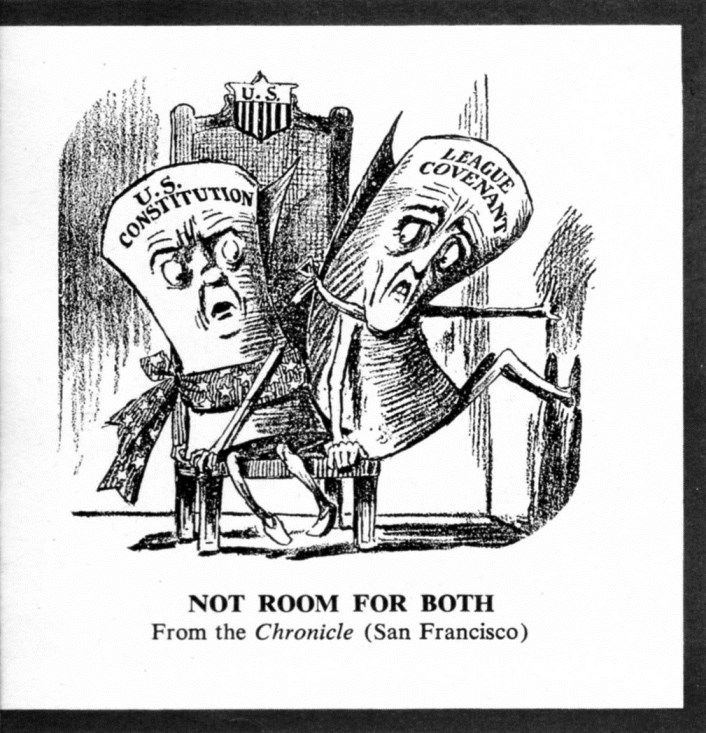 U.S.
U.S.
CONSTITUTION
LEAGUE
COVENANT
NOT ROOM FOR BOTH
From the Chronicle (San Francisco)